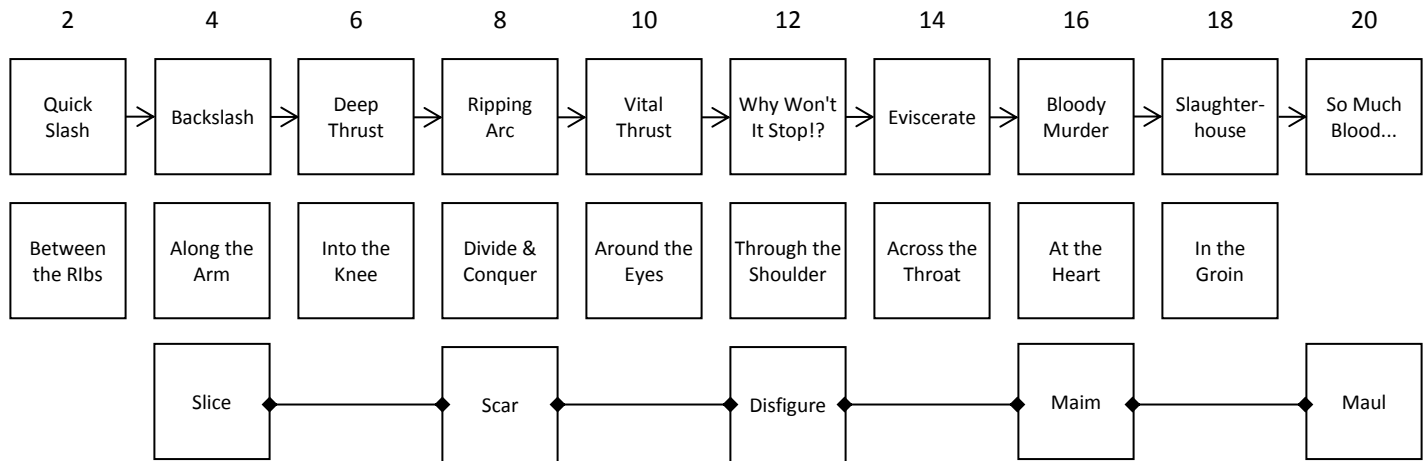 2 4 6 8 10 12 14 16 18 20
Quick
Slash
Backslash
Deep
Thrust
Ripping
Arc
Vital
Thrust
Why Won't
It Stop!?
Eviscerate
Bloody
Murder
Slaughter-
house
So Much
Blood...
Between
the RIbs
Along the
Arm
Into the
Knee
Divide &
Conquer
Around the
Eyes
Through the
Shoulder
Across the
Throat
At the
Heart
In the
Groin
Slice
Scar
Disfigure
Maim
Maul